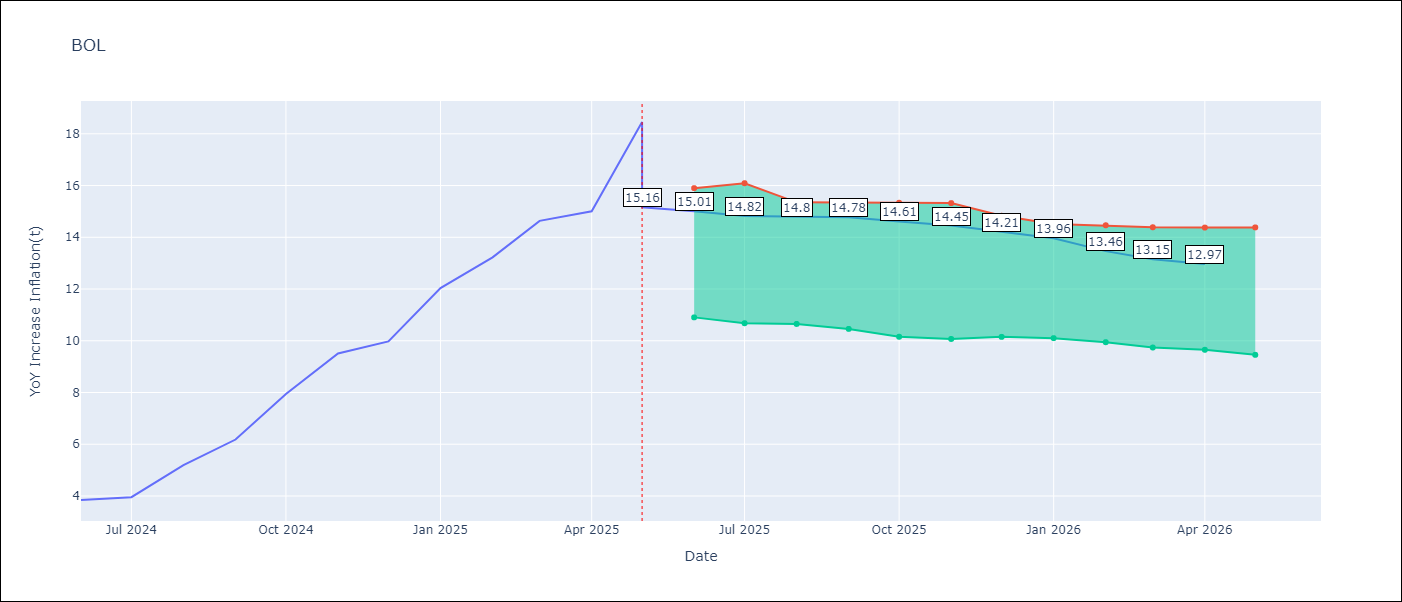 BOL
YoY Increase Inflation(t)
18
16
14
12
10
8
6
4
15.16
15.01
14.82
14.8
14.78
14.61
14.45
14.21
13.96
13.46
13.15
12.97
Jul 2024
Oct 2024
Jan 2025
Apr 2025
Jul 2025
Oct 2025
Jan 2026
Apr 2026
Date